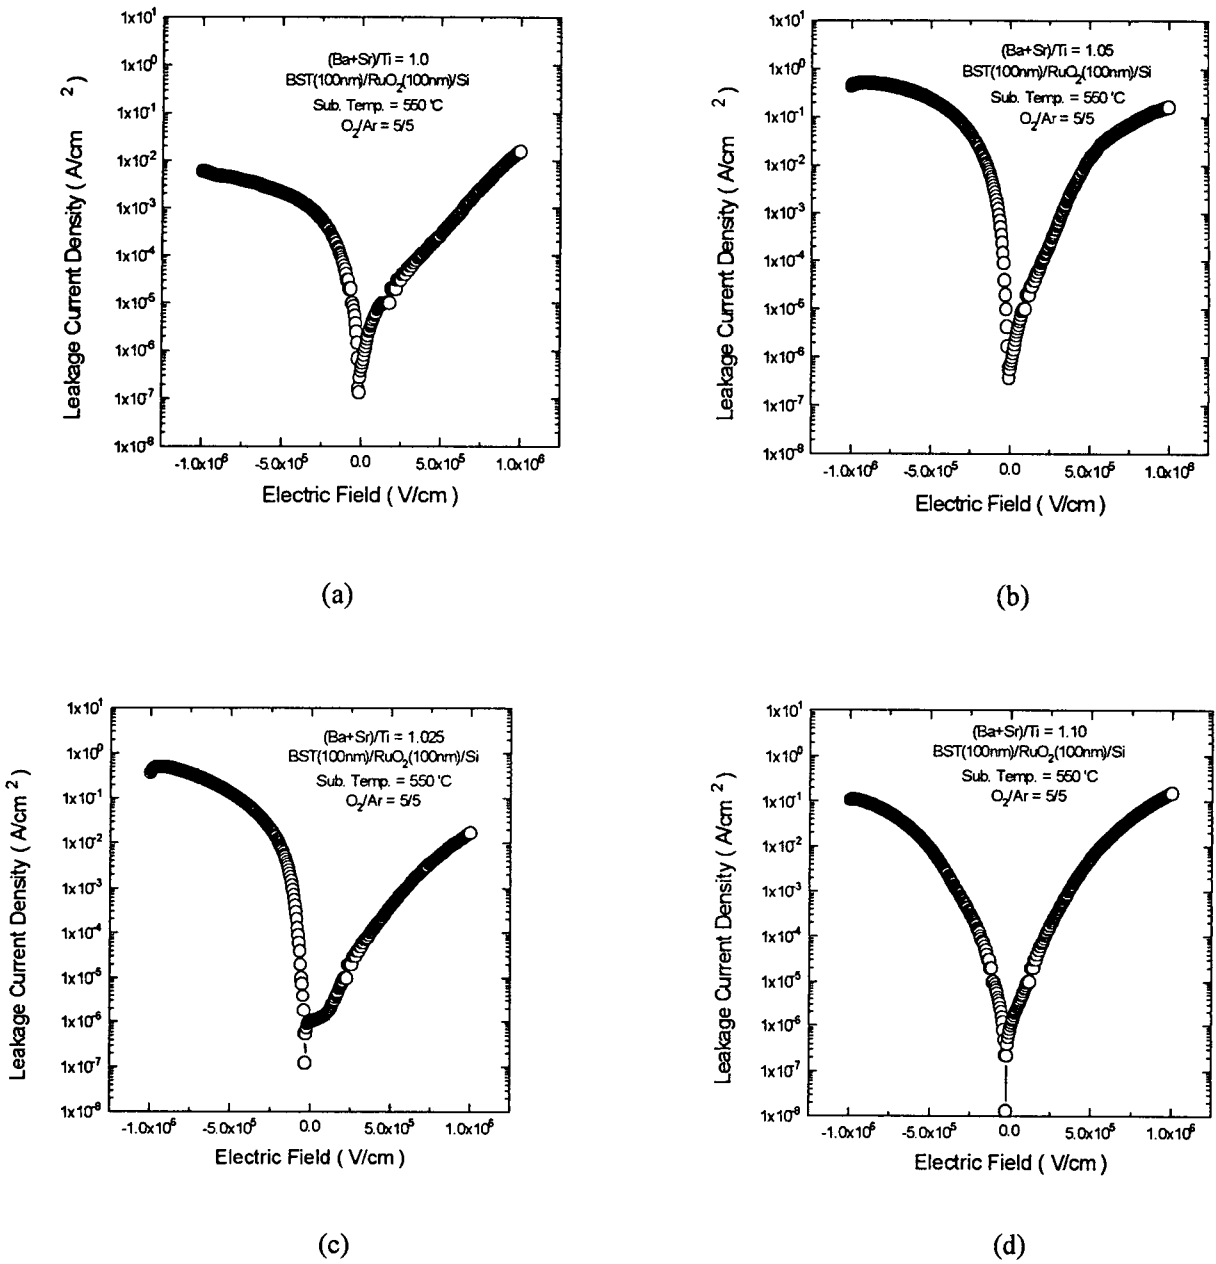 1x10¹
1x10⁰
1x10⁻¹
1x10⁻²
1x10⁻³
1x10⁻⁴
1x10⁻⁵
1x10⁻⁶
1x10⁻⁷
1x10⁻⁸
Leakage Current Density ( A/cm ²)
(Ba+Sr)/Ti = 1.0
BST(100nm)/RuO₂(100nm)/Si
Sub. Temp. = 550 °C
O₂/Ar = 5/5
-1.0x10⁶ -5.0x10⁵ 0.0 5.0x10⁵ 1.0x10⁶
Electric Field ( V/cm )
(a)
1x10¹
1x10⁰
1x10⁻¹
1x10⁻²
1x10⁻³
1x10⁻⁴
1x10⁻⁵
1x10⁻⁶
1x10⁻⁷
1x10⁻⁸
Leakage Current Density ( A/cm ²)
(Ba+Sr)/Ti = 1.05
BST(100nm)/RuO₂(100nm)/Si
Sub. Temp. = 550 °C
O₂/Ar = 5/5
-1.0x10⁶ -5.0x10⁵ 0.0 5.0x10⁵ 1.0x10⁶
Electric Field ( V/cm )
(b)
1x10¹
1x10⁰
1x10⁻¹
1x10⁻²
1x10⁻³
1x10⁻⁴
1x10⁻⁵
1x10⁻⁶
1x10⁻⁷
1x10⁻⁸
Leakage Current Density ( A/cm ²)
(Ba+Sr)/Ti = 1.025
BST(100nm)/RuO₂(100nm)/Si
Sub. Temp. = 550 °C
O₂/Ar = 5/5
-1.0x10⁶ -5.0x10⁵ 0.0 5.0x10⁵ 1.0x10⁶
Electric Field ( V/cm )
(c)
1x10¹
1x10⁰
1x10⁻¹
1x10⁻²
1x10⁻³
1x10⁻⁴
1x10⁻⁵
1x10⁻⁶
1x10⁻⁷
1x10⁻⁸
Leakage Current Density ( A/cm ²)
(Ba+Sr)/Ti = 1.10
BST(100nm)/RuO₂(100nm)/Si
Sub. Temp. = 550 °C
O₂/Ar = 5/5
-1.0x10⁶ -5.0x10⁵ 0.0 5.0x10⁵ 1.0x10⁶
Electric Field ( V/cm )
(d)